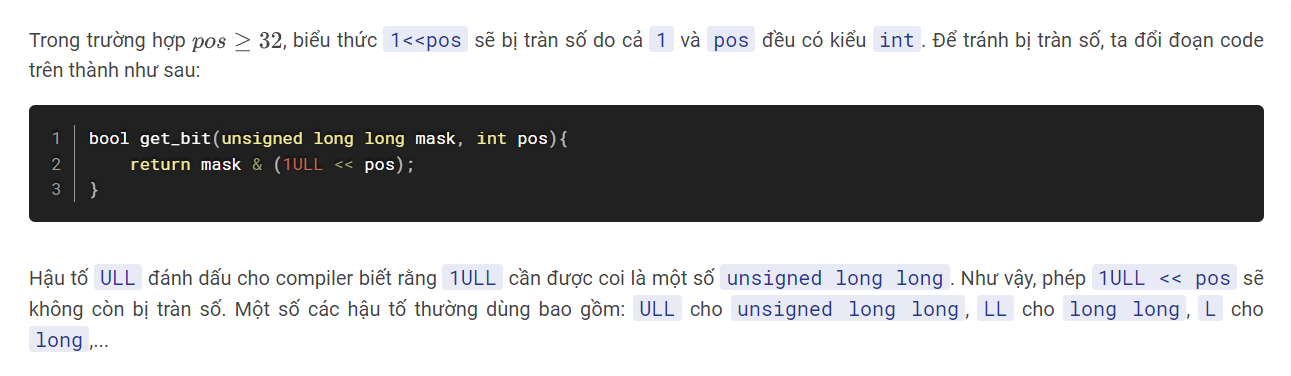 Trong trường hợp pos ≥ 32, biểu thức 1<<pos sẽ bị tràn số do cả 1 và pos đều có kiểu int. Để tránh bị tràn số, ta đổi đoạn code
trên thành như sau:
1 bool get_bit(unsigned long long mask, int pos){
2     return mask & (1ULL << pos);
3 }
Hậu tố ULL đánh dấu cho compiler biết rằng 1ULL cần được coi là một số unsigned long long. Như vậy, phép 1ULL << pos sẽ
không còn bị tràn số. Một số các hậu tố thường dùng bao gồm: ULL cho unsigned long long, LL cho long long, L cho
long,...